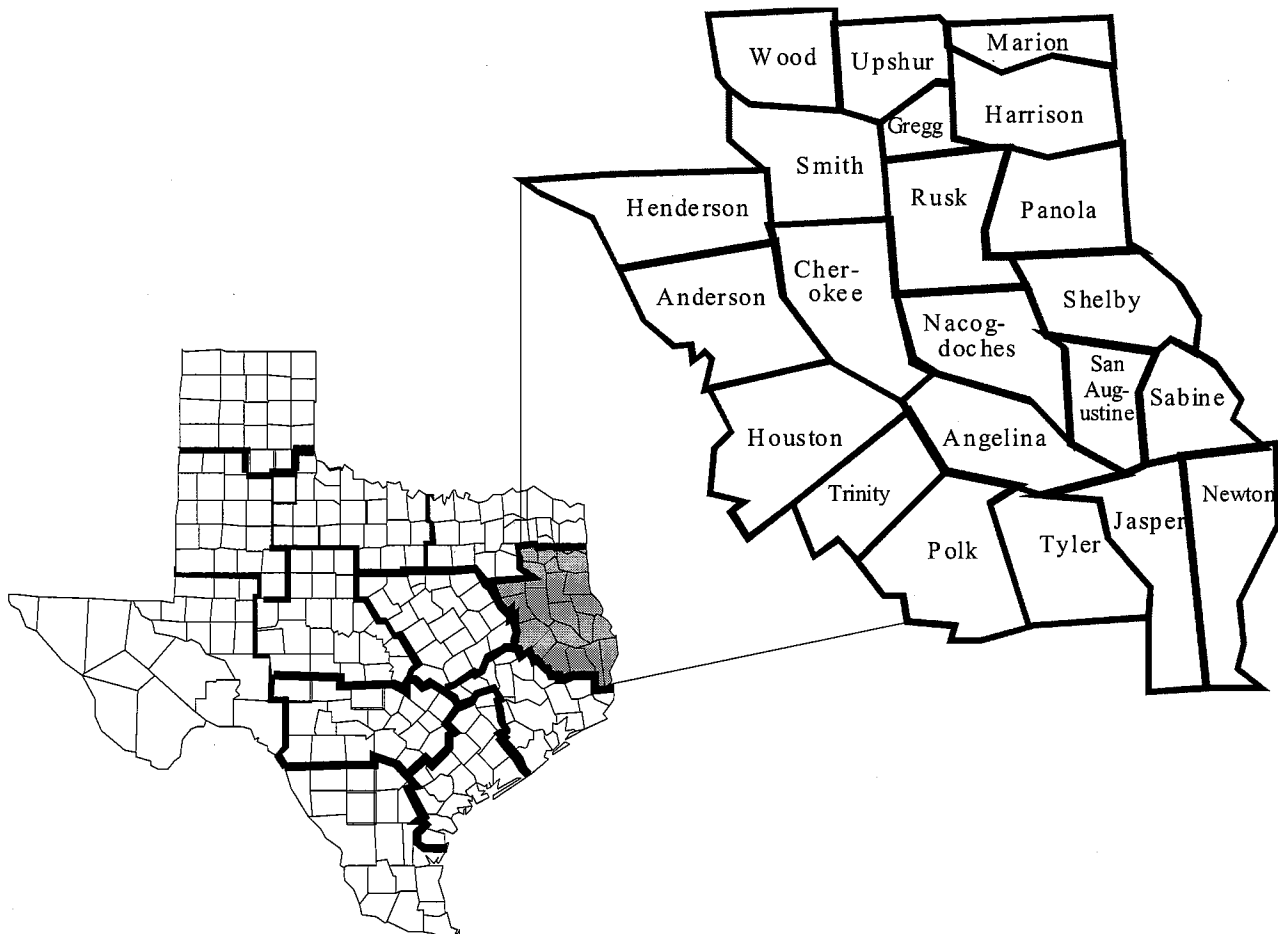 Wood
Upshur
Marion
Gregg
Harrison
Smith
Henderson
Rusk
Panola
Cher-
okee
Anderson
Shelby
Nacog-
doches
San
Aug-
ustine
Sabine
Houston
Angelina
Trinity
Newton
Jasper
Polk
Tyler